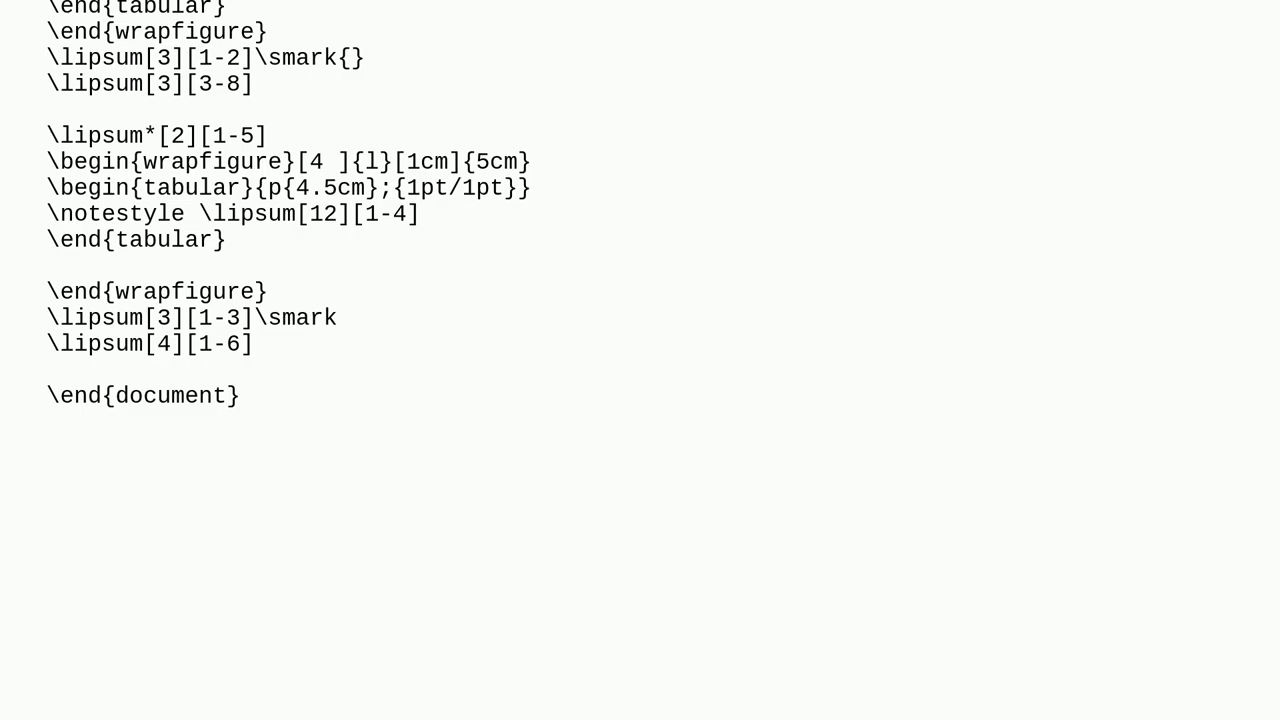 \end{tabular}
\end{wrapfigure}
\lipsum[3][1-2]\smark{}
\lipsum[3][3-8]

\lipsum*[2][1-5]
\begin{wrapfigure}[4 ]{l}[1cm]{5cm}
\begin{tabular}{p{4.5cm};{1pt/1pt}}
\notestyle \lipsum[12][1-4]
\end{tabular}

\end{wrapfigure}
\lipsum[3][1-3]\smark
\lipsum[4][1-6]

\end{document}